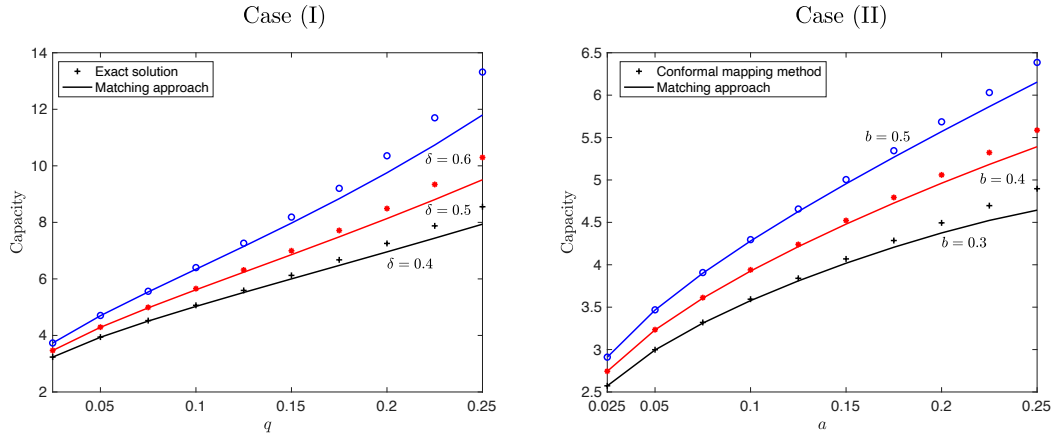 Case (I)
14
12
10
8
6
4
2
Capacity
Exact solution
Matching approach
δ = 0.6
δ = 0.5
δ = 0.4
0.05
0.1
0.15
0.2
0.25
q
Case (II)
6.5
6
5.5
5
4.5
4
3.5
3
2.5
Capacity
Conformal mapping method
Matching approach
b = 0.5
b = 0.4
b = 0.3
0.025
0.05
0.1
0.15
0.2
0.25
a